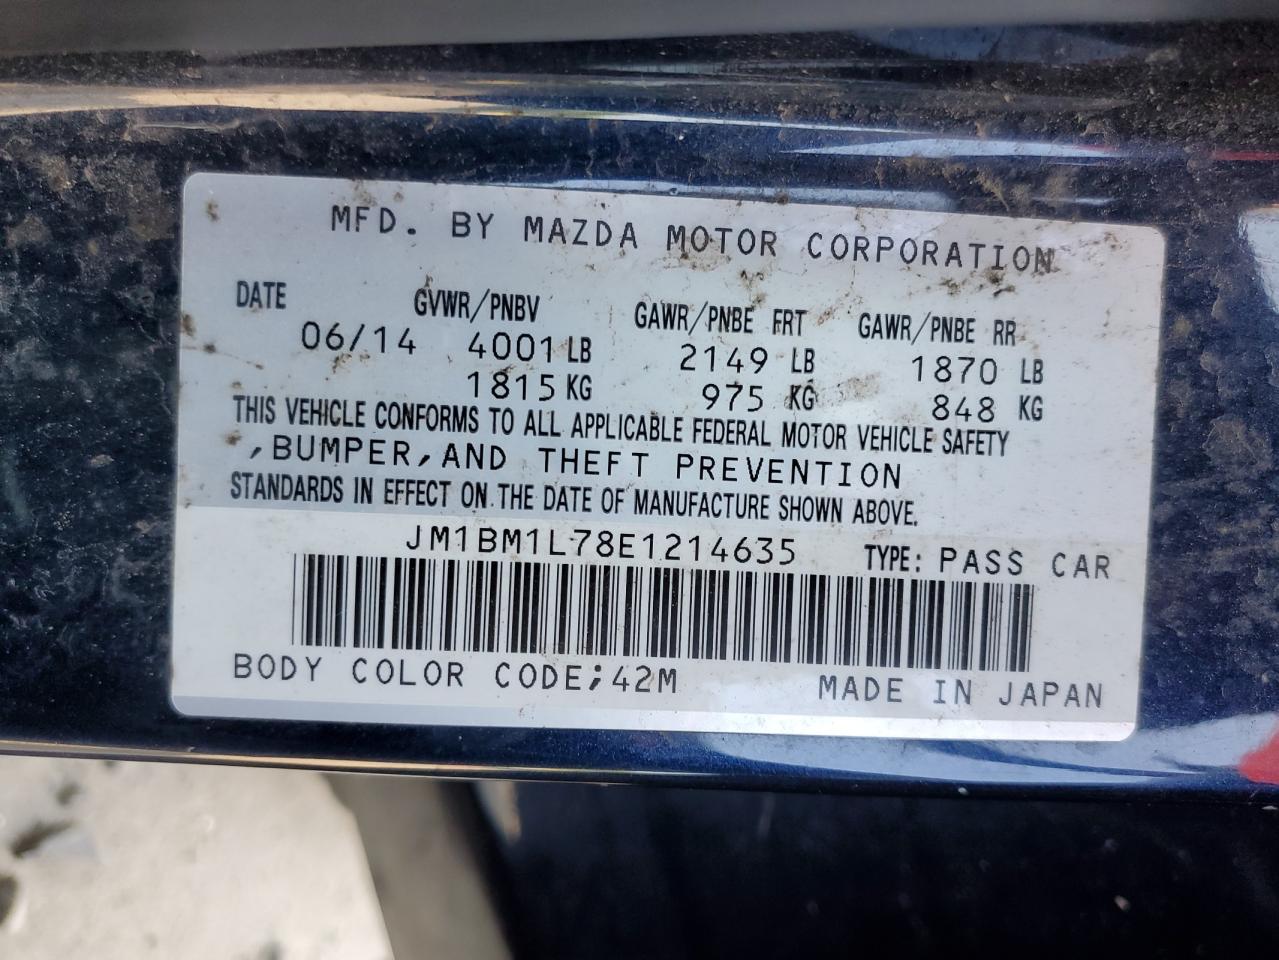 MFD. BY MAZDA MOTOR CORPORATION
DATE GVWR/PNBV GAWR/PNBE FRT GAWR/PNBE RR
06/14 4001 LB 2149 LB 1870 LB
1815 KG 975 KG 848 KG
THIS VEHICLE CONFORMS TO ALL APPLICABLE FEDERAL MOTOR VEHICLE SAFETY
,BUMPER,AND THEFT PREVENTION
STANDARDS IN EFFECT ON THE DATE OF MANUFACTURE SHOWN ABOVE.
JM1BM1L78E1214635 TYPE: PASS CAR
BODY COLOR CODE;42M MADE IN JAPAN